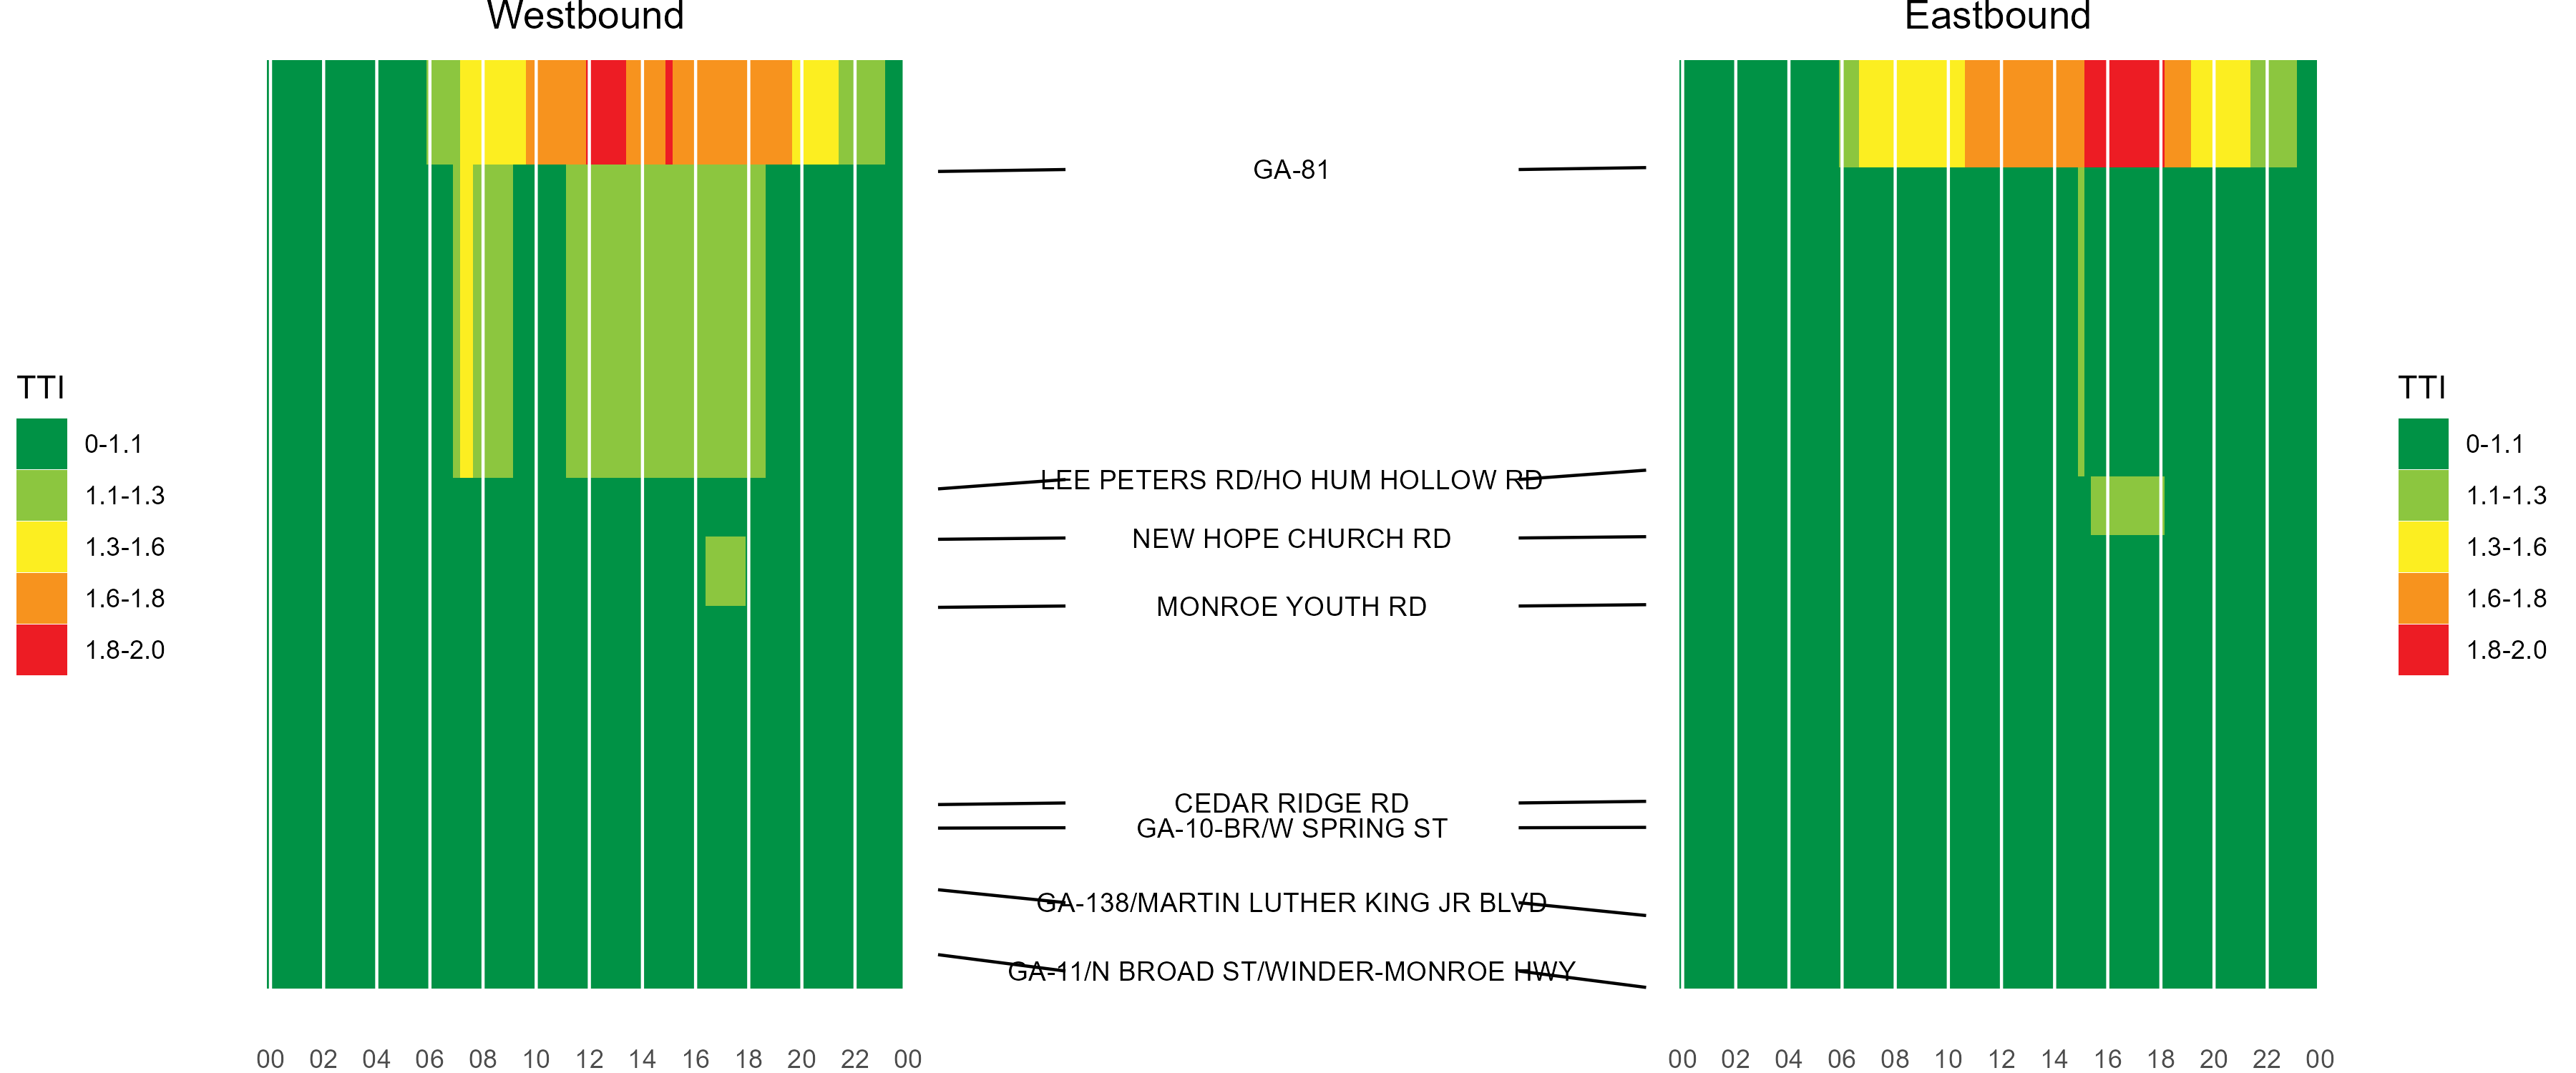 Westbound
Eastbound
GA-81
LEE PETERS RD/HO HUM HOLLOW RD
NEW HOPE CHURCH RD
MONROE YOUTH RD
CEDAR RIDGE RD
GA-10-BR/W SPRING ST
GA-138/MARTIN LUTHER KING JR BLVD
GA-11/N BROAD ST/WINDER-MONROE HWY
TTI
0-1.1
1.1-1.3
1.3-1.6
1.6-1.8
1.8-2.0
TTI
0-1.1
1.1-1.3
1.3-1.6
1.6-1.8
1.8-2.0
00 02 04 06 08 10 12 14 16 18 20 22 00
00 02 04 06 08 10 12 14 16 18 20 22 00